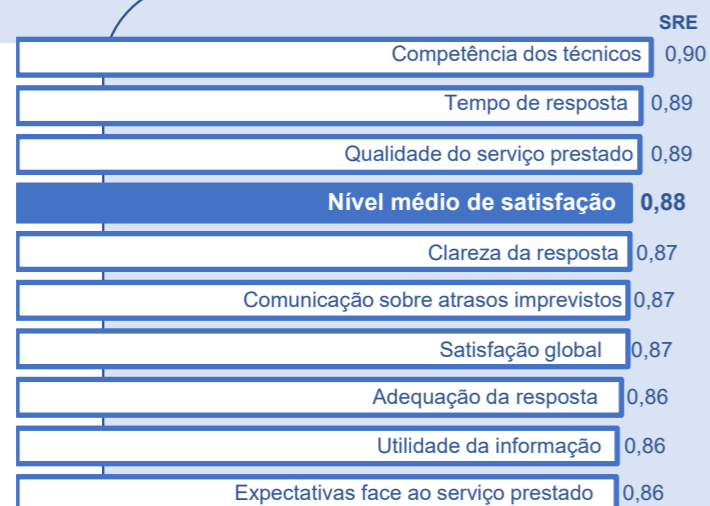 SRE
Competência dos técnicos 0,90
Tempo de resposta 0,89
Qualidade do serviço prestado 0,89
Nível médio de satisfação 0,88
Clareza da resposta 0,87
Comunicação sobre atrasos imprevistos 0,87
Satisfação global 0,87
Adequação da resposta 0,86
Utilidade da informação 0,86
Expectativas face ao serviço prestado 0,86